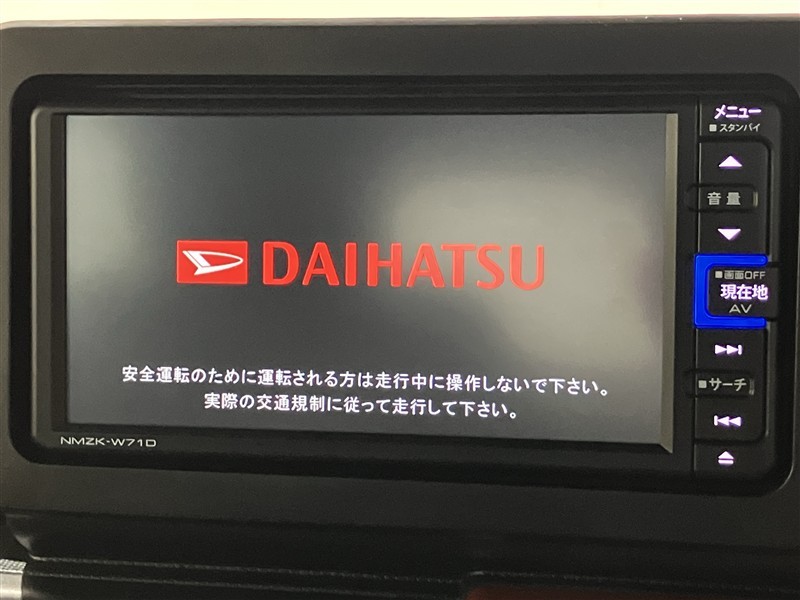 DAIHATSU
安全運転のために運転される方は走行中に操作しないで下さい。
実際の交通規制に従って走行して下さい。
NMZK-W71D
メニュー
スタンバイ
音量
画面OFF
現在地
AV
サーチ